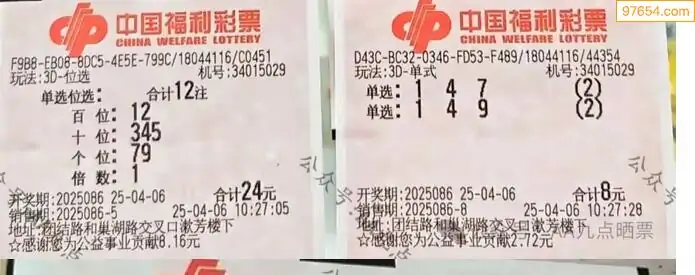 97654.com
中国福利彩票
CHINA WELFARE LOTTERY
F9B8-EB08-8DC5-4E5E-799C/18044116/C0451
玩法:3D-位选 机号:34015029
单选位选: 合计12注
百 位:12
十 位:345
个 位:79
倍 数:1
开奖期:2025086 25-04-06 合计24元
销售期:2025086-5 25-04-06 10:27:05
地址:团结路和巢湖路交叉口漱芳楼下
☆感谢您为公益事业贡献8.16元
公众号
中国福利彩票
CHINA WELFARE LOTTERY
D43C-BC32-0346-FD53-F489/18044116/44354
玩法:3D-单式 机号:34015029
单选: 1 4 7 (2)
单选: 1 4 9 (2)
开奖期:2025086 25-04-06 合计8元
销售期:2025086-8 25-04-06 10:27:28
地址:团结路和巢湖路交叉口漱芳楼下
☆感谢您为公益事业贡献2.72元
公众号
九点晒票